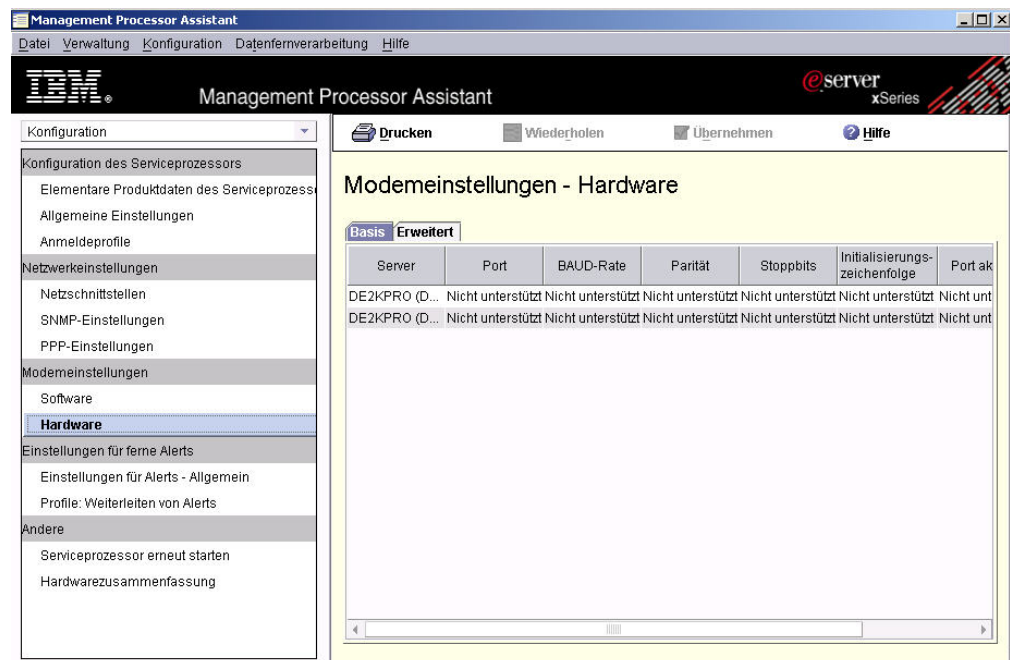 Management Processor Assistant
Datei Verwaltung Konfiguration Datenfernverarbeitung Hilfe
IBM® Management Processor Assistant
eserver
xSeries
Konfiguration
Drucken Wiederholen Übernehmen Hilfe
Konfiguration des Serviceprozessors
Elementare Produktdaten des Serviceprozess
Allgemeine Einstellungen
Anmeldeprofile
Netzwerkeinstellungen
Netzschnittstellen
SNMP-Einstellungen
PPP-Einstellungen
Modemeinstellungen
Software
Hardware
Einstellungen für ferne Alerts
Einstellungen für Alerts - Allgemein
Profile: Weiterleiten von Alerts
Andere
Serviceprozessor erneut starten
Hardwarezusammenfassung
Modemeinstellungen - Hardware
Basis Erweitert
Server Port BAUD-Rate Parität Stoppbits Initialisierungs- Port ak
zeichenfolge
DE2KPRO (D... Nicht unterstützt Nicht unterstützt Nicht unterstützt Nicht unterstützt Nicht unterstützt Nicht unt
DE2KPRO (D... Nicht unterstützt Nicht unterstützt Nicht unterstützt Nicht unterstützt Nicht unterstützt Nicht unt